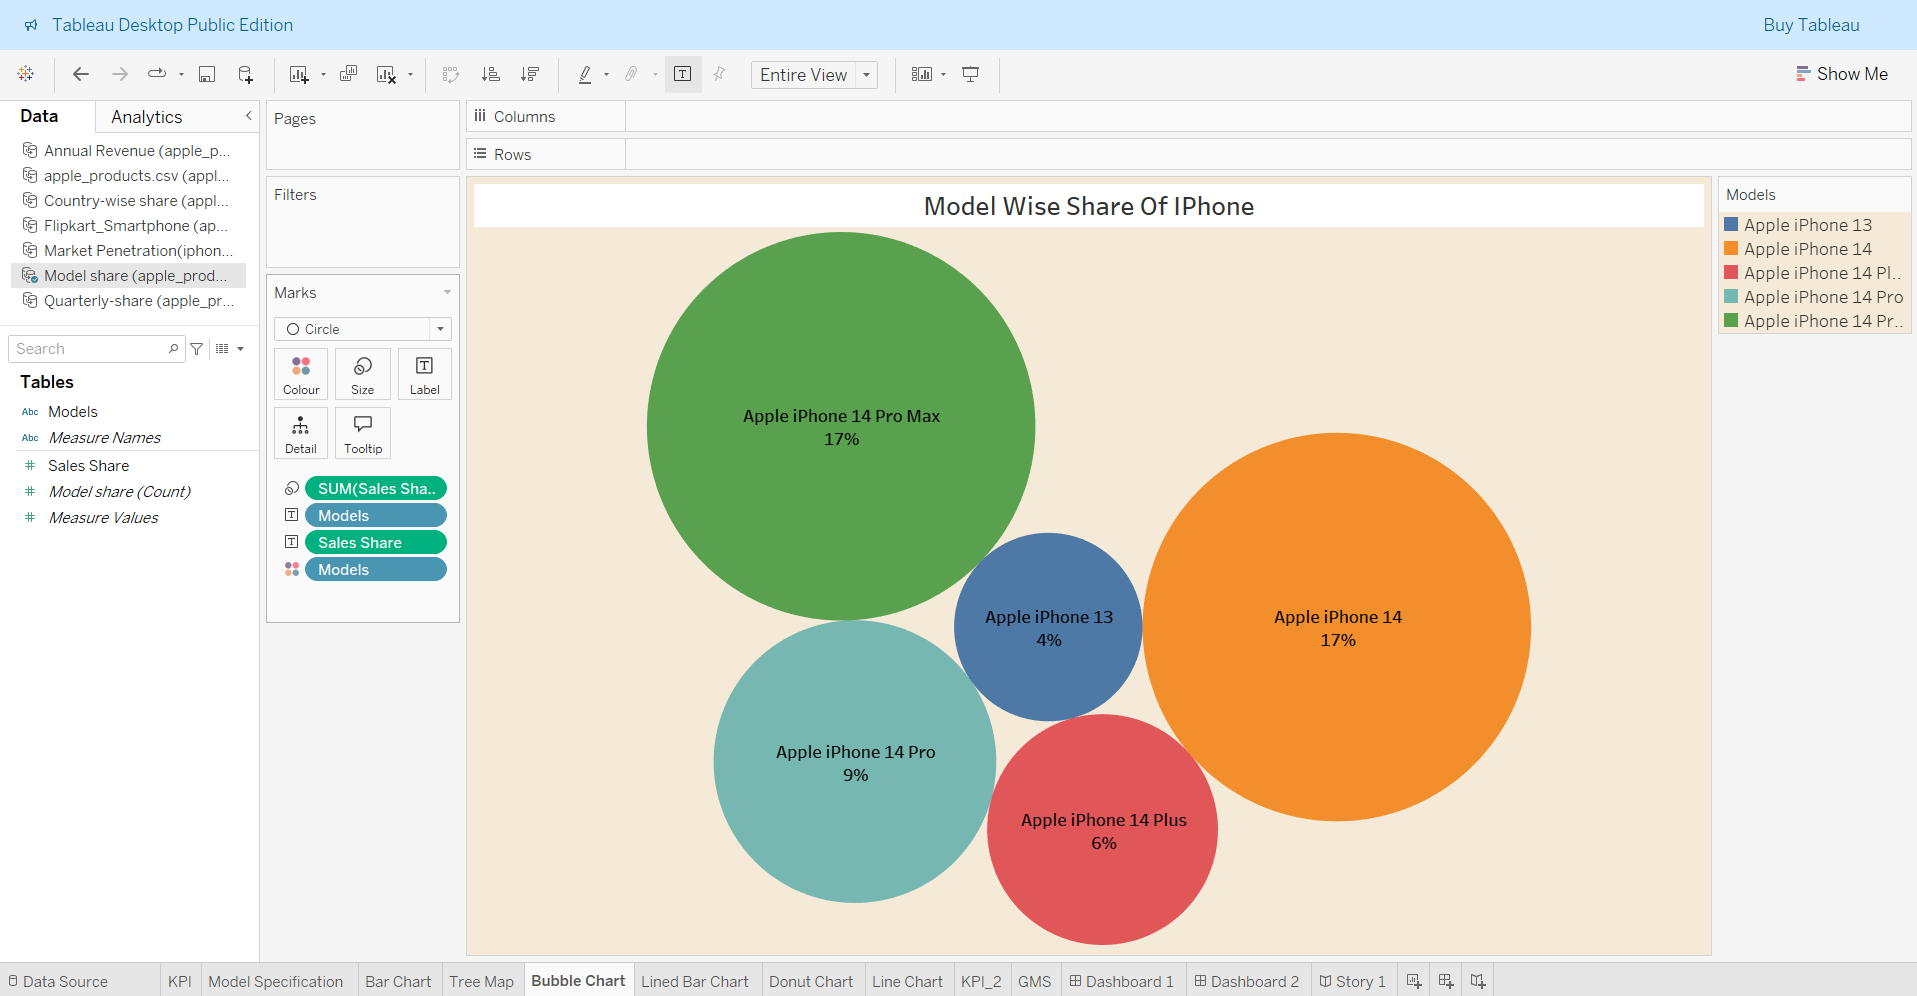 Tableau Desktop Public Edition
Buy Tableau
Entire View
Show Me
Data
Analytics
Annual Revenue (apple_p...
apple_products.csv (appl...
Country-wise share (appl...
Flipkart_Smartphone (ap...
Market Penetration(iphon...
Model share (apple_prod...
Quarterly-share (apple_pr...
Search
Tables
Abc Models
Abc Measure Names
# Sales Share
# Model share (Count)
# Measure Values
Pages
Filters
Marks
Circle
Colour
Size
T
Label
Detail
Tooltip
SUM(Sales Sha..
T Models
T Sales Share
Models
Columns
Rows
Model Wise Share Of IPhone
Apple iPhone 14 Pro Max
17%
Apple iPhone 13
4%
Apple iPhone 14
17%
Apple iPhone 14 Pro
9%
Apple iPhone 14 Plus
6%
Models
Apple iPhone 13
Apple iPhone 14
Apple iPhone 14 Pl..
Apple iPhone 14 Pro
Apple iPhone 14 Pr..
Data Source
KPI
Model Specification
Bar Chart
Tree Map
Bubble Chart
Lined Bar Chart
Donut Chart
Line Chart
KPI_2
GMS
Dashboard 1
Dashboard 2
Story 1